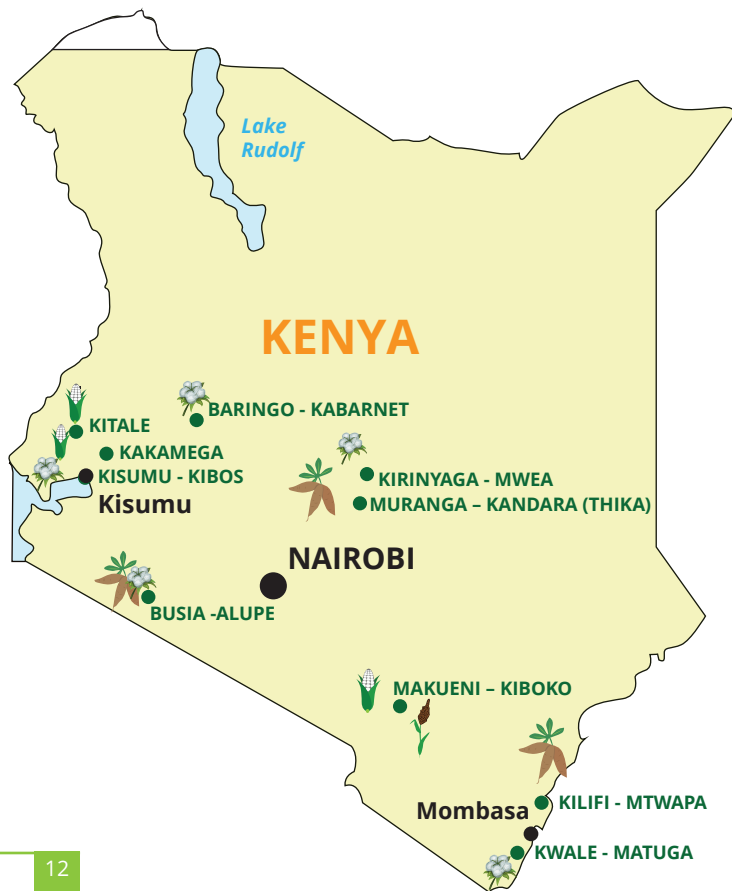 Lake
Rudolf
KENYA
BARINGO - KABARNET
KITALE
KAKAMEGA
KISUMU - KIBOS
Kisumu
KIRINYAGA - MWEA
MURANGA – KANDARA (THIKA)
NAIROBI
BUSIA -ALUPE
MAKUENI – KIBOKO
KILIFI - MTWAPA
Mombasa
KWALE - MATUGA
12